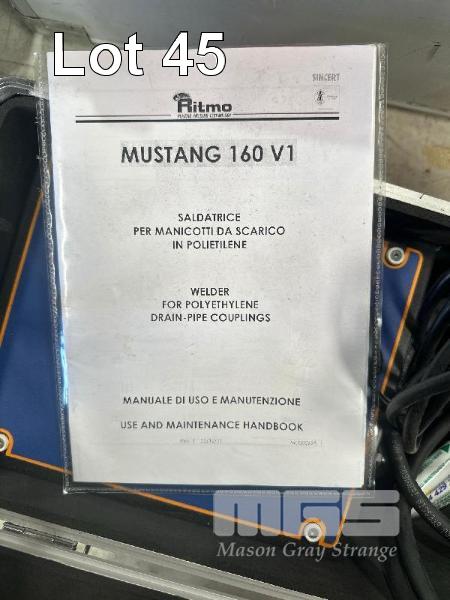 Lot 45
SINCERT
Ritmo
MUSTANG 160 V1
SALDATRICE
PER MANICOTTI DA SCARICO
IN POLIETILENE
WELDER
FOR POLYETHYLENE
DRAIN-PIPE COUPLINGS
MANUALE DI USO E MANUTENZIONE
USE AND MAINTENANCE HANDBOOK
MGS
Mason Gray Strange